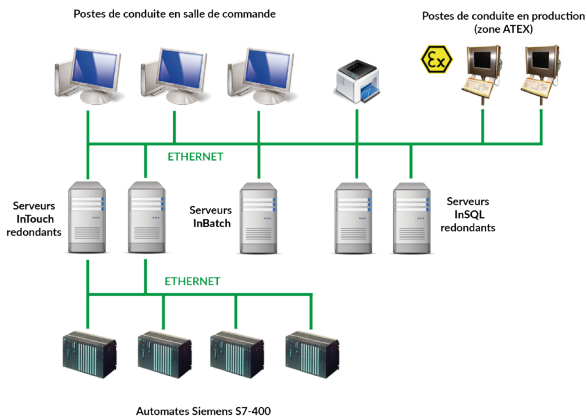 Postes de conduite en salle de commande
Postes de conduite en production
(zone ATEX)
εx
ETHERNET
Serveurs
InTouch
redondants
Serveurs
InBatch
Serveurs
InSQL
redondants
ETHERNET
Automates Siemens S7-400